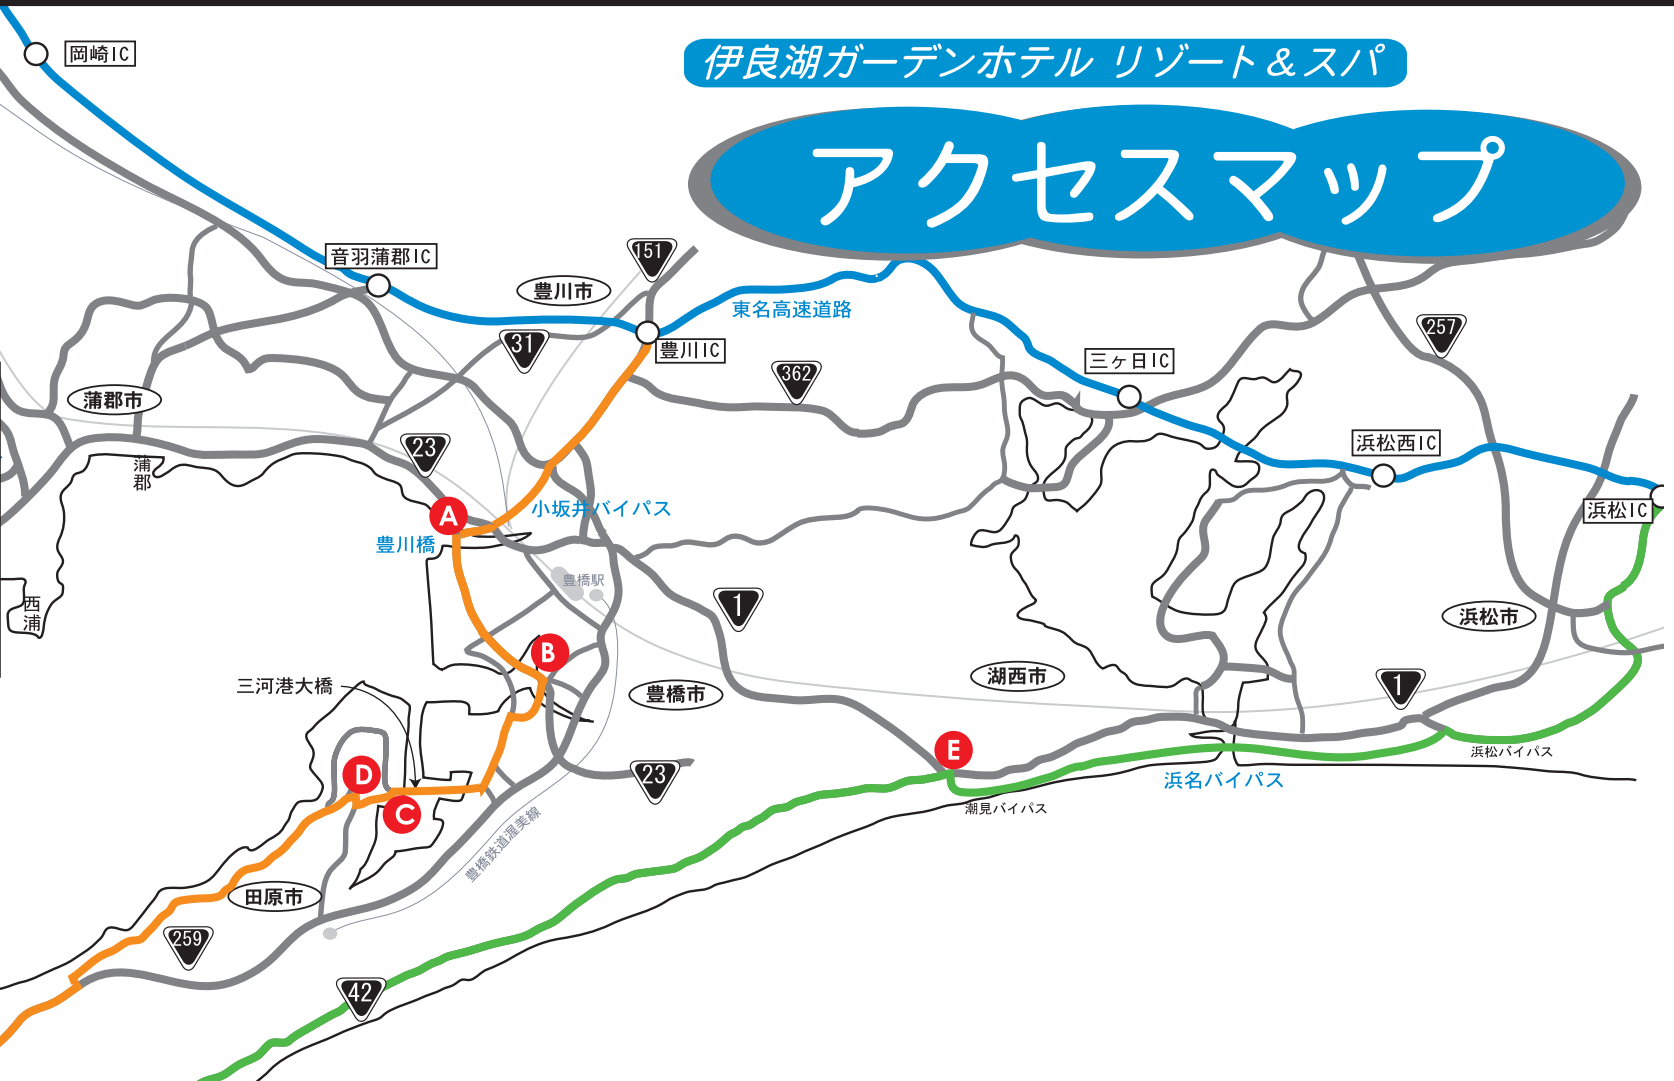 伊良湖ガーデンホテル リゾート＆スパ
アクセスマップ
岡崎IC
音羽蒲郡IC
151
豊川市
東名高速道路
31
豊川IC
257
三ヶ日IC
362
蒲郡市
23
蒲郡
浜松西IC
浜松IC
A
小坂井バイパス
豊川橋
豊橋駅
西浦
1
浜松市
B
三河港大橋
豊橋市
湖西市
1
E
浜松バイパス
D
23
浜名バイパス
C
潮見バイパス
豊橋鉄道渥美線
田原市
259
42